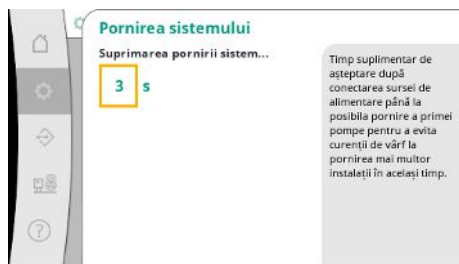 Pornirea sistemului
Suprimarea pornirii sistem...
3 s
Timp suplimentar de
așteptare după
conectarea sursei de
alimentare până la
posibila pornire a primei
pompe pentru a evita
curenții de vârf la
pornirea mai multor
instalații în același timp.
?